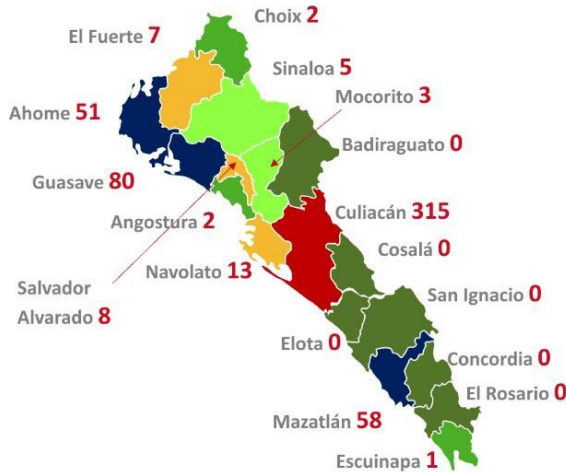 Choix 2
El Fuerte 7
Sinaloa 5
Mocorito 3
Ahome 51
Badiraguato 0
Guasave 80
Culiacán 315
Angostura 2
Cosalá 0
Navolato 13
Salvador
Alvarado 8
San Ignacio 0
Elota 0
Concordia 0
El Rosario 0
Mazatlán 58
Escuinapa 1